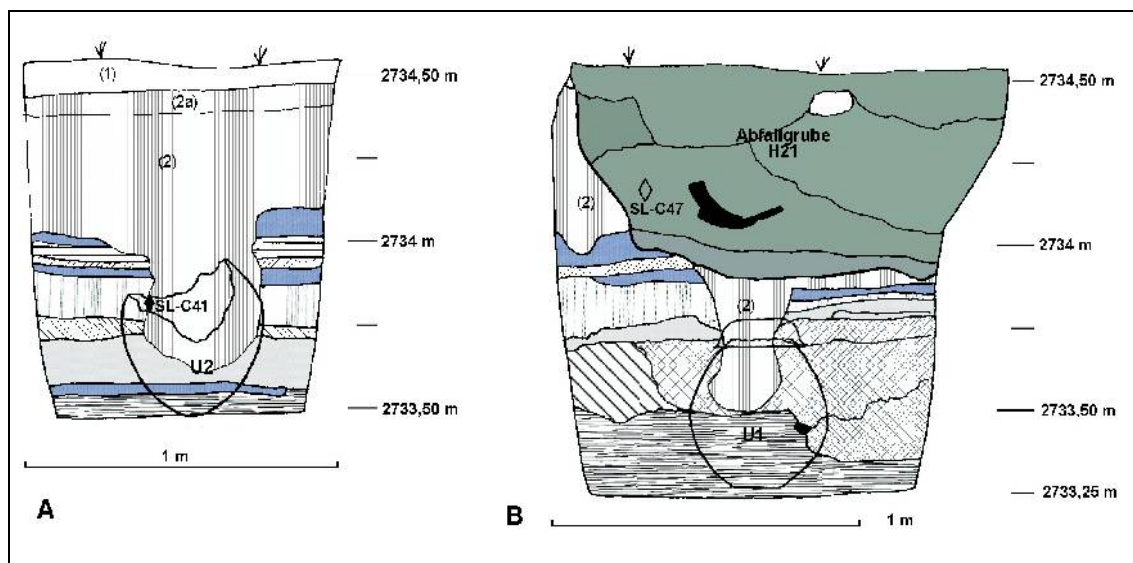 (1)
(2a)
(2)
2734,50 m
2734 m
SL-C41
U2
2733,50 m
1 m
A
2734,50 m
Abfallgrube
H21
(2)
SL-C47
2734 m
(2)
U1
2733,50 m
2733,25 m
B
1 m